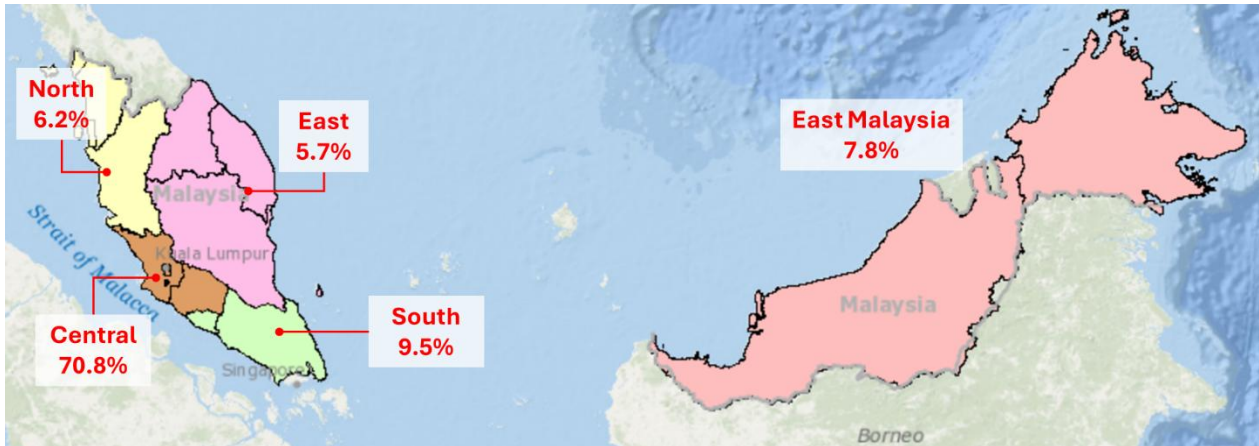 North
6.2%
East
5.7%
East Malaysia
7.8%
Malaysia
Kuala Lumpur
Strait of Malacca
Central
70.8%
South
9.5%
Malaysia
Singapore
Borneo